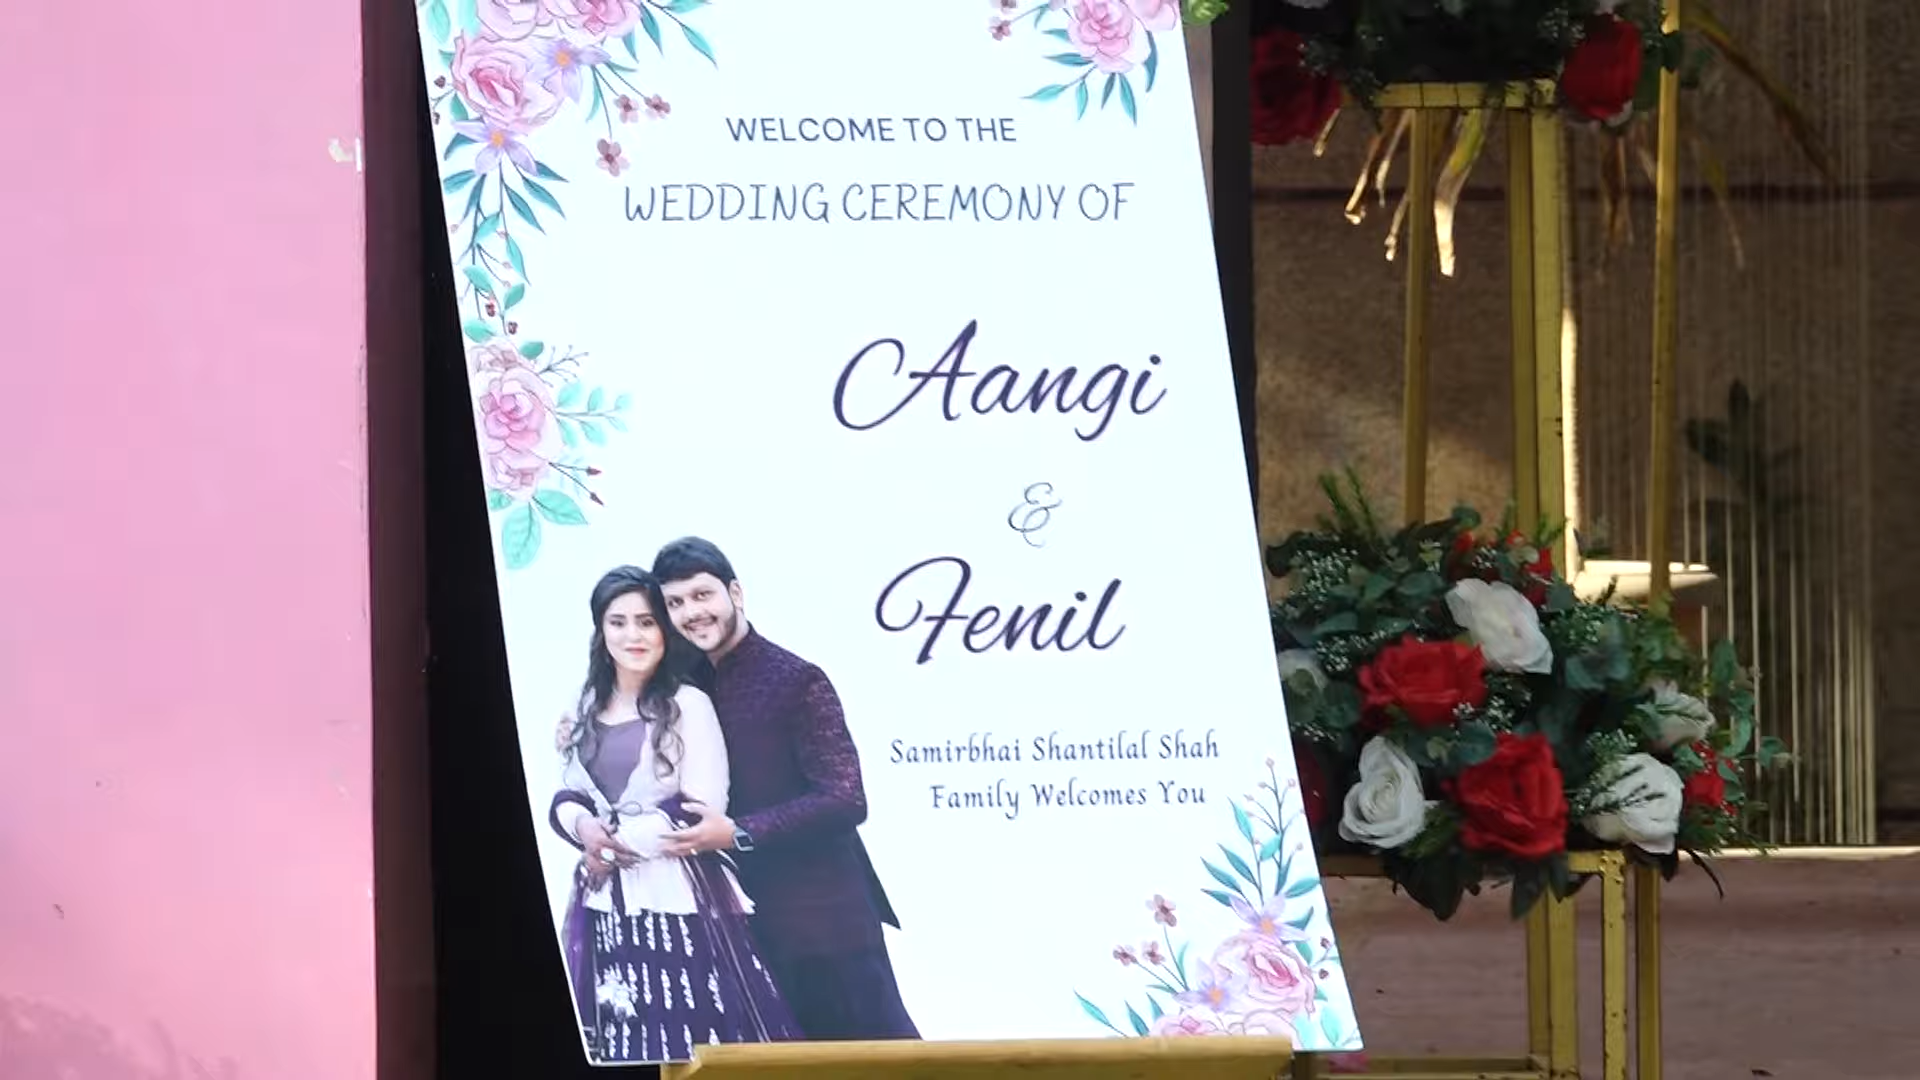 WELCOME TO THE
WEDDING CEREMONY OF
Aangi
&
Fenil
Samirbhai Shantilal Shah
Family Welcomes You